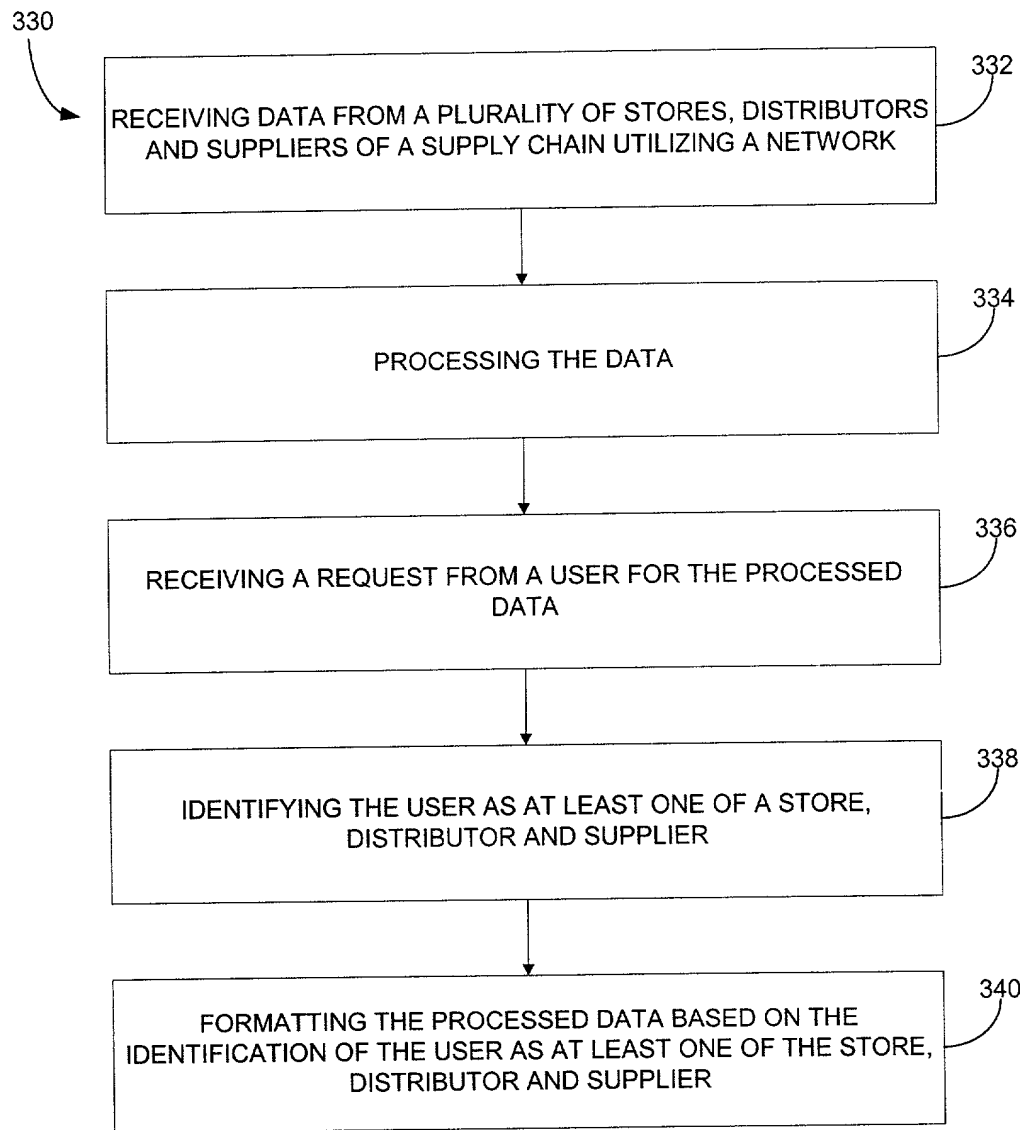 330
332
RECEIVING DATA FROM A PLURALITY OF STORES, DISTRIBUTORS
AND SUPPLIERS OF A SUPPLY CHAIN UTILIZING A NETWORK
334
PROCESSING THE DATA
336
RECEIVING A REQUEST FROM A USER FOR THE PROCESSED
DATA
338
IDENTIFYING THE USER AS AT LEAST ONE OF A STORE,
DISTRIBUTOR AND SUPPLIER
340
FORMATTING THE PROCESSED DATA BASED ON THE
IDENTIFICATION OF THE USER AS AT LEAST ONE OF THE STORE,
DISTRIBUTOR AND SUPPLIER